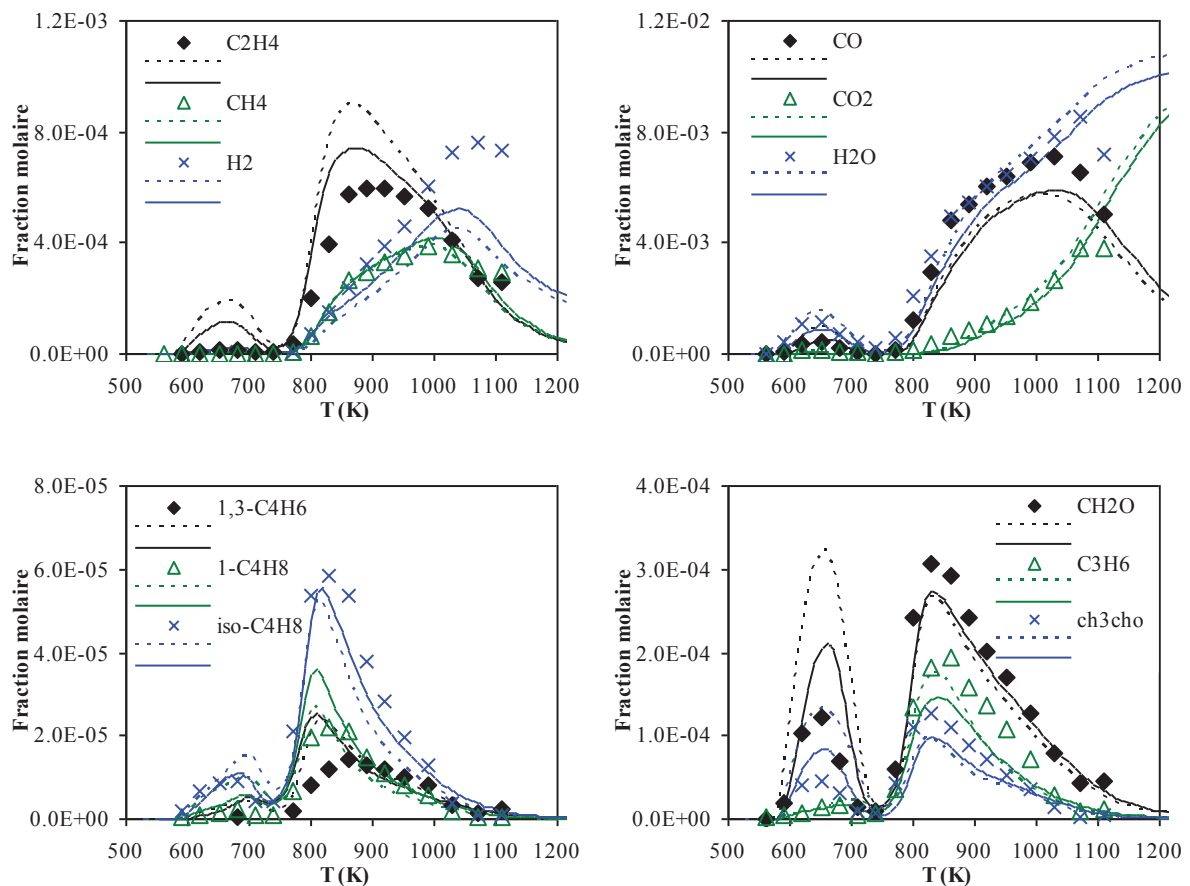 1.2E-03
8.0E-04
4.0E-04
0.0E+00
Fraction molaire
C2H4
CH4
H2
500 600 700 800 900 1000 1100 1200
T (K)
1.2E-02
8.0E-03
4.0E-03
0.0E+00
Fraction molaire
CO
CO2
H2O
500 600 700 800 900 1000 1100 1200
T (K)
8.0E-05
6.0E-05
4.0E-05
2.0E-05
0.0E+00
Fraction molaire
1,3-C4H6
1-C4H8
iso-C4H8
500 600 700 800 900 1000 1100 1200
T (K)
4.0E-04
3.0E-04
2.0E-04
1.0E-04
0.0E+00
Fraction molaire
CH2O
C3H6
ch3cho
500 600 700 800 900 1000 1100 1200
T (K)